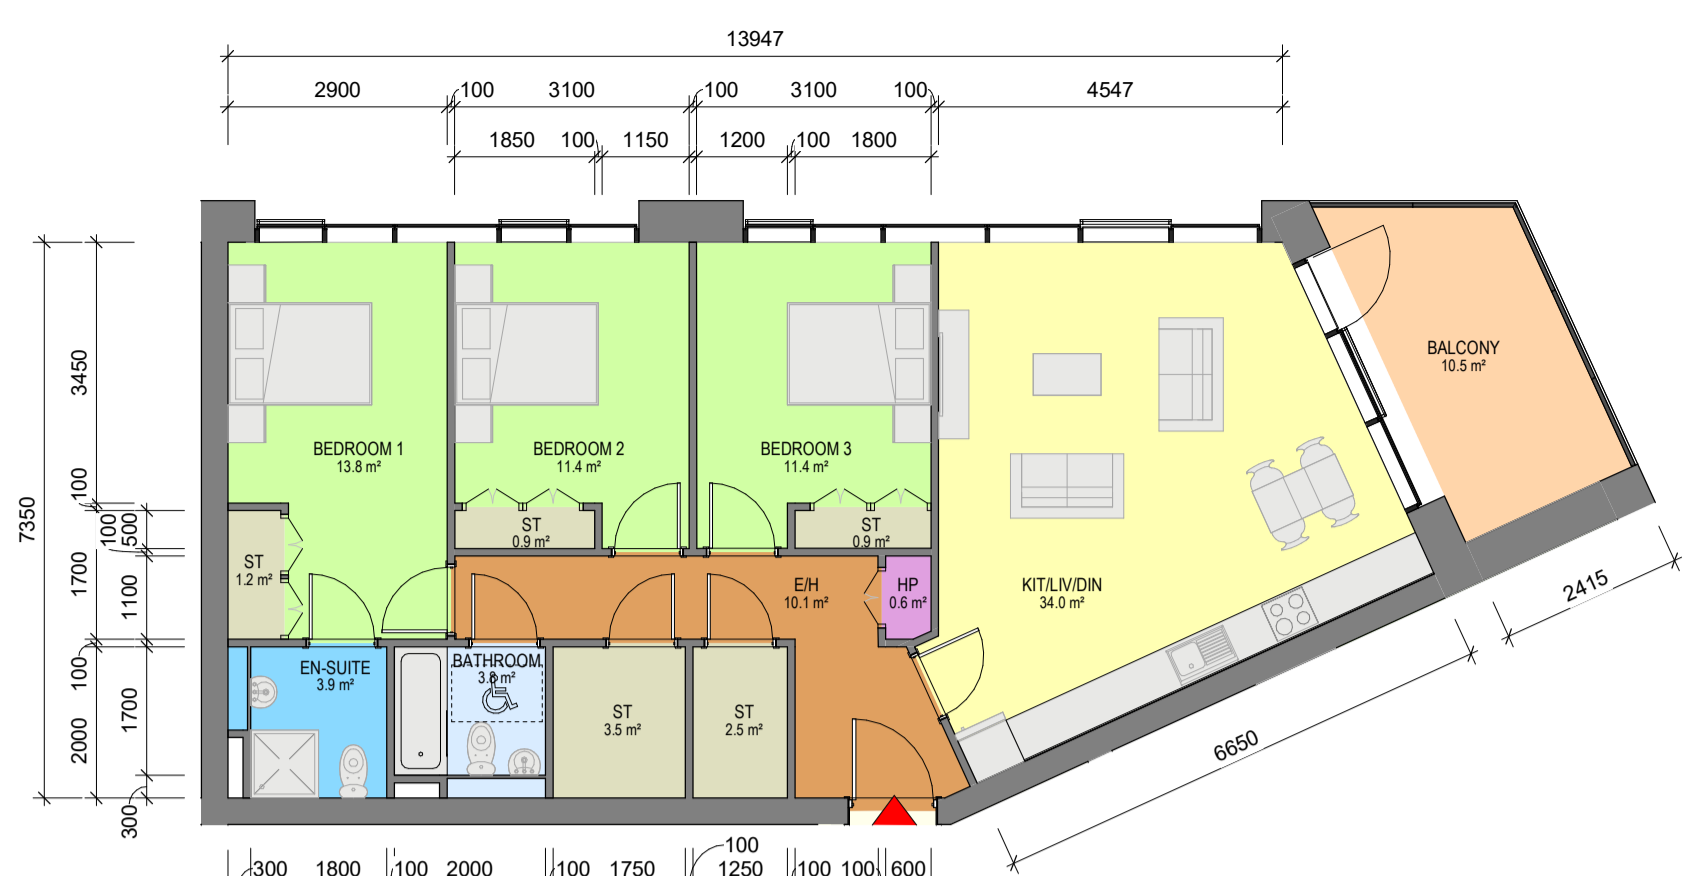 13947
2900
100
3100
100
3100
100
4547
1850
100
1150
1200
100
1800
7350
3450
100
1700
100
2000
100
500
1100
1700
300
BEDROOM 1
13.8 m²
BEDROOM 2
11.4 m²
BEDROOM 3
11.4 m²
BALCONY
10.5 m²
ST
0.9 m²
ST
0.9 m²
ST
1.2 m²
E/H
10.1 m²
HP
0.6 m²
KIT/LIV/DIN
34.0 m²
EN-SUITE
3.9 m²
BATHROOM
3.8 m²
ST
3.5 m²
ST
2.5 m²
2415
6650
300
1800
100
2000
100
1750
100
1250
100
100
600